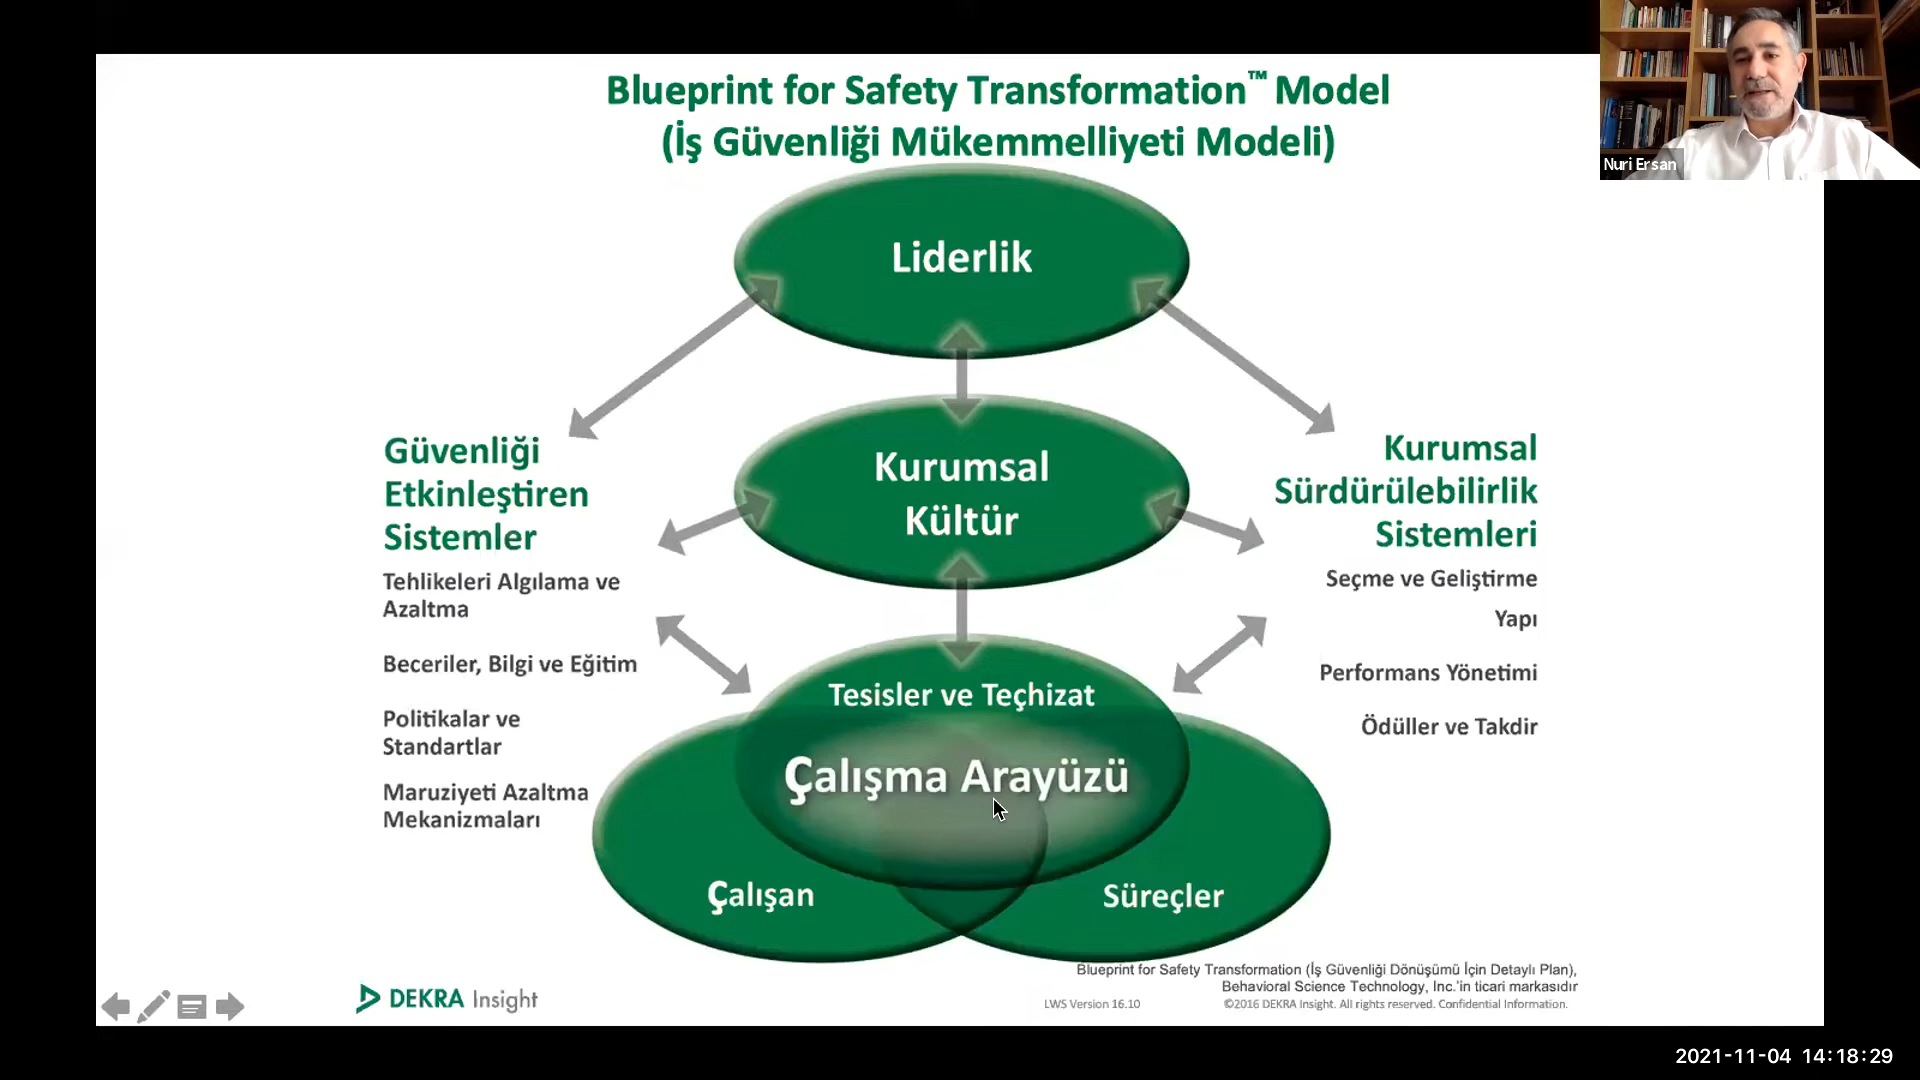 Blueprint for Safety Transformation™ Model
(İş Güvenliği Mükemmelliyeti Modeli)
Nuri Ersan
Liderlik
Kurumsal
Kültür
Güvenliği
Etkinleştiren
Sistemler
Tehlikeleri Algılama ve
Azaltma
Beceriler, Bilgi ve Eğitim
Politikalar ve
Standartlar
Maruziyeti Azaltma
Mekanizmaları
Kurumsal
Sürdürülebilirlik
Sistemleri
Seçme ve Geliştirme
Yapı
Performans Yönetimi
Ödüller ve Takdir
Tesisler ve Teçhizat
Çalışma Arayüzü
Çalışan
Süreçler
Blueprint for Safety Transformation (İş Güvenliği Dönüşümü İçin Detaylı Plan),
Behavioral Science Technology, Inc.'in ticari markasıdır
DEKRA Insight
LWS Version 16.10
©2016 DEKRA Insight. All rights reserved. Confidential Information.
2021-11-04 14:18:29